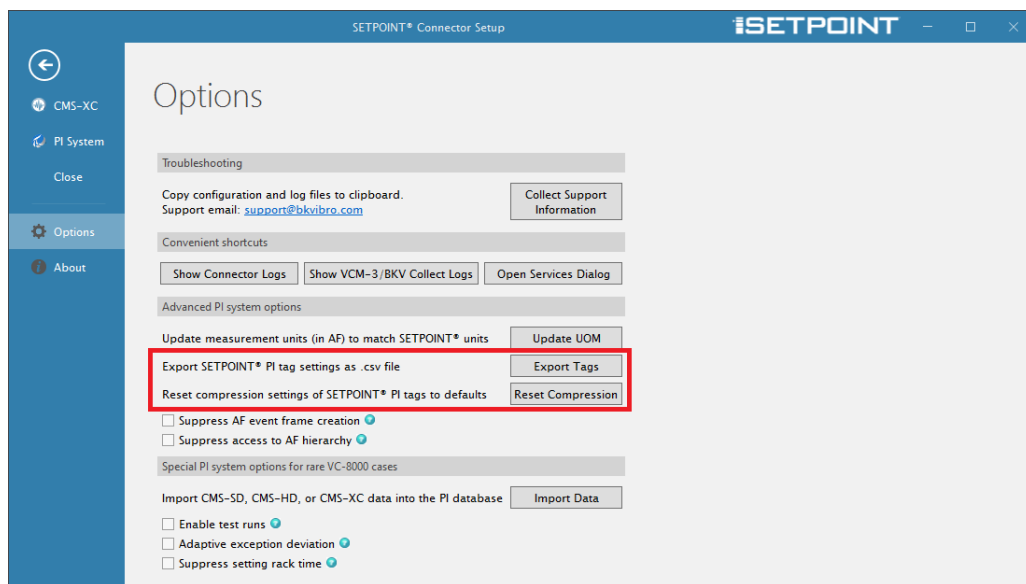 SETPOINT® Connector Setup
SETPOINT
CMS-XC
PI System
Close
Options
About
Options
Troubleshooting
Copy configuration and log files to clipboard.
Support email: support@bkvibro.com
Collect Support
Information
Convenient shortcuts
Show Connector Logs
Show VCM-3/BKV Collect Logs
Open Services Dialog
Advanced PI system options
Update measurement units (in AF) to match SETPOINT® units
Update UOM
Export SETPOINT® PI tag settings as .csv file
Export Tags
Reset compression settings of SETPOINT® PI tags to defaults
Reset Compression
Suppress AF event frame creation
Suppress access to AF hierarchy
Special PI system options for rare VC-8000 cases
Import CMS-SD, CMS-HD, or CMS-XC data into the PI database
Import Data
Enable test runs
Adaptive exception deviation
Suppress setting rack time